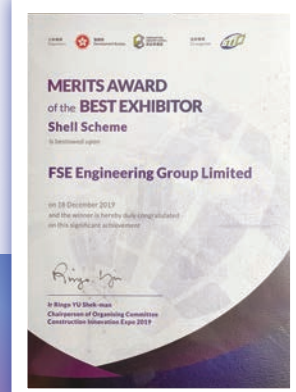 Development Bureau
MERITS AWARD
of the BEST EXHIBITOR
Shell Scheme
is bestowed upon
FSE Engineering Group Limited
on 18 December 2019
and the winner is hereby duly congratulated
on this significant achievement
Ir Ringo YU Shek-man
Chairperson of Organising Committee
Construction Innovation Expo 2019